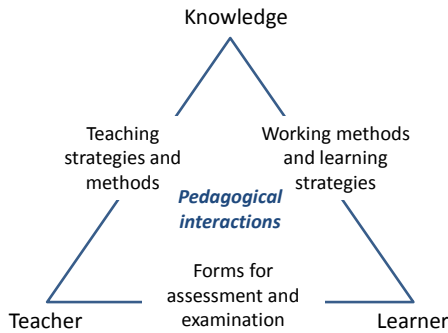 Knowledge
Teaching
strategies and
methods
Working methods
and learning
strategies
Pedagogical
interactions
Forms for
assessment and
examination
Teacher
Learner